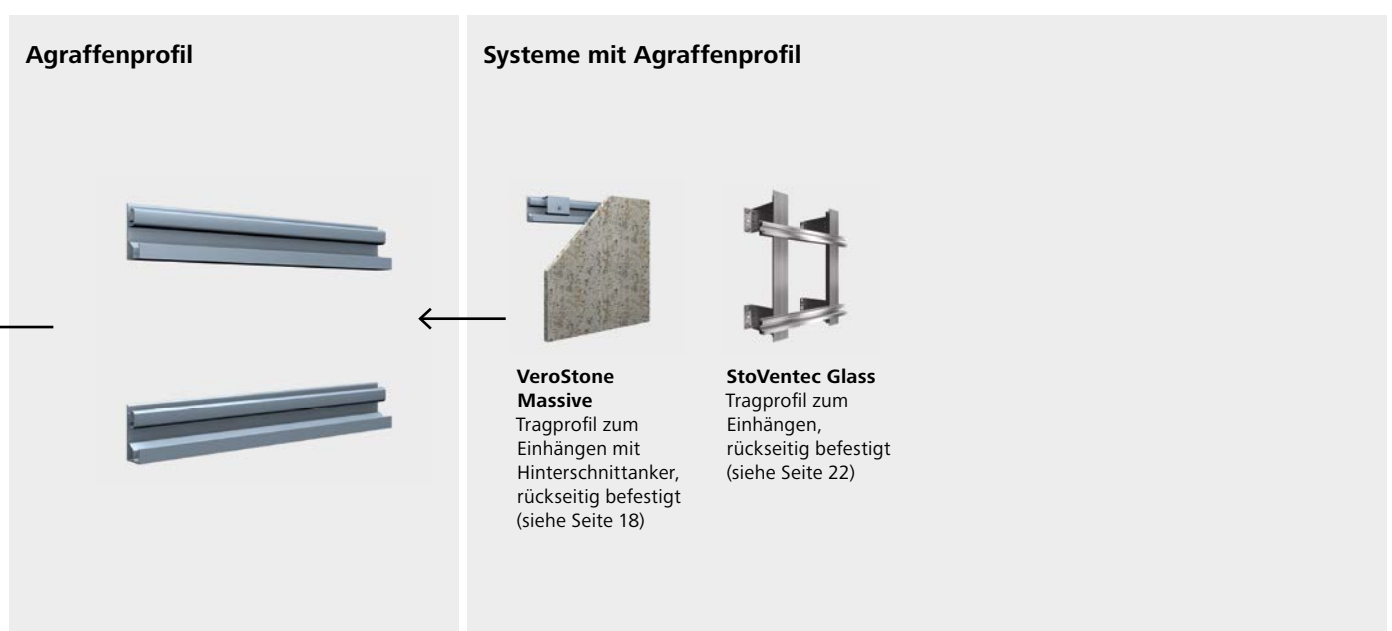 Agraffenprofil
Systeme mit Agraffenprofil
VeroStone
Massive
Tragprofil zum
Einhängen mit
Hinterschnittanker,
rückseitig befestigt
(siehe Seite 18)
StoVentec Glass
Tragprofil zum
Einhängen,
rückseitig befestigt
(siehe Seite 22)